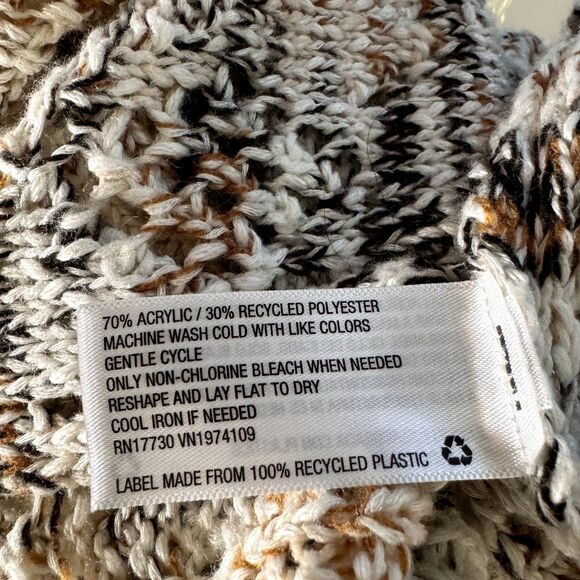 70% ACRYLIC / 30% RECYCLED POLYESTER
MACHINE WASH COLD WITH LIKE COLORS
GENTLE CYCLE
ONLY NON-CHLORINE BLEACH WHEN NEEDED
RESHAPE AND LAY FLAT TO DRY
COOL IRON IF NEEDED
RN17730 VN1974109
LABEL MADE FROM 100% RECYCLED PLASTIC